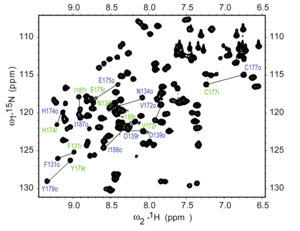 110
115
120
125
130
9.0
8.5
8.0
7.5
7.0
6.5
ω1-15N (ppm)
ω2-1H (ppm)
C177o
C177r
E175o
I187r E175r
N134o
N134r
V172o
H174o
I187o
V172r
H174r
D139r
D139o
I188o
F131r
F131o
Y179r
Y179o